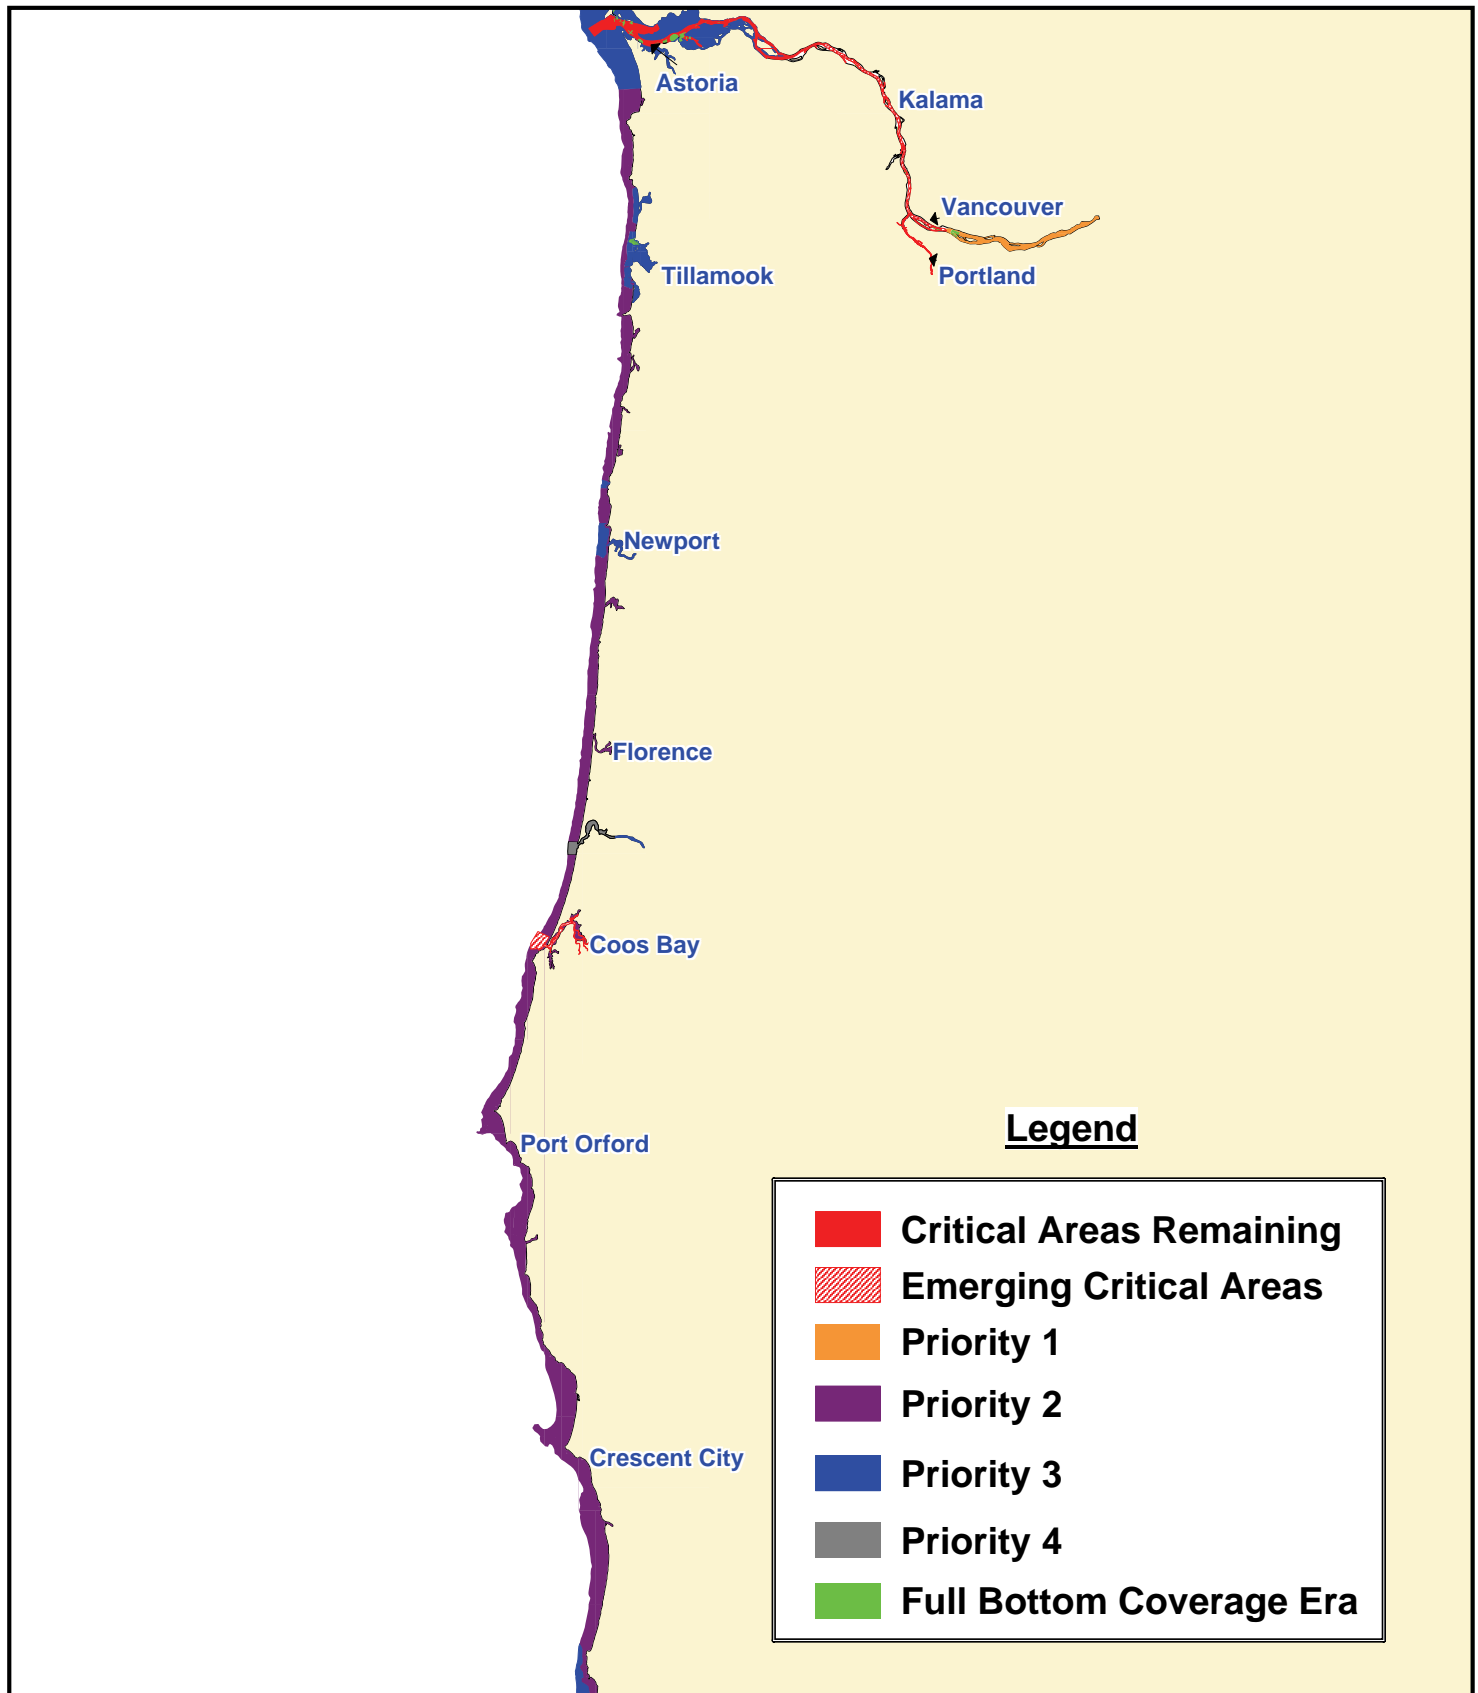 Astoria
Kalama
Vancouver
Portland
Tillamook
Newport
Florence
Coos Bay
Port Orford
Crescent City
Legend
Critical Areas Remaining
Emerging Critical Areas
Priority 1
Priority 2
Priority 3
Priority 4
Full Bottom Coverage Era